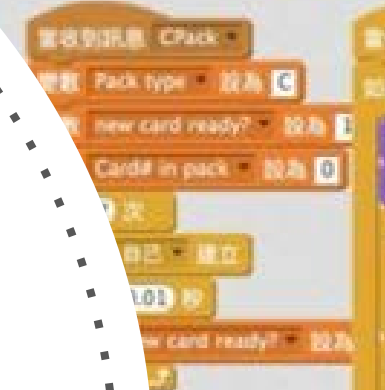 當收到訊息 CPack
變數 Pack type 設為 C
new card ready? 設為 1
Card# in pack 設為 0
次
自己 建立
0.01 秒
card ready? 設為